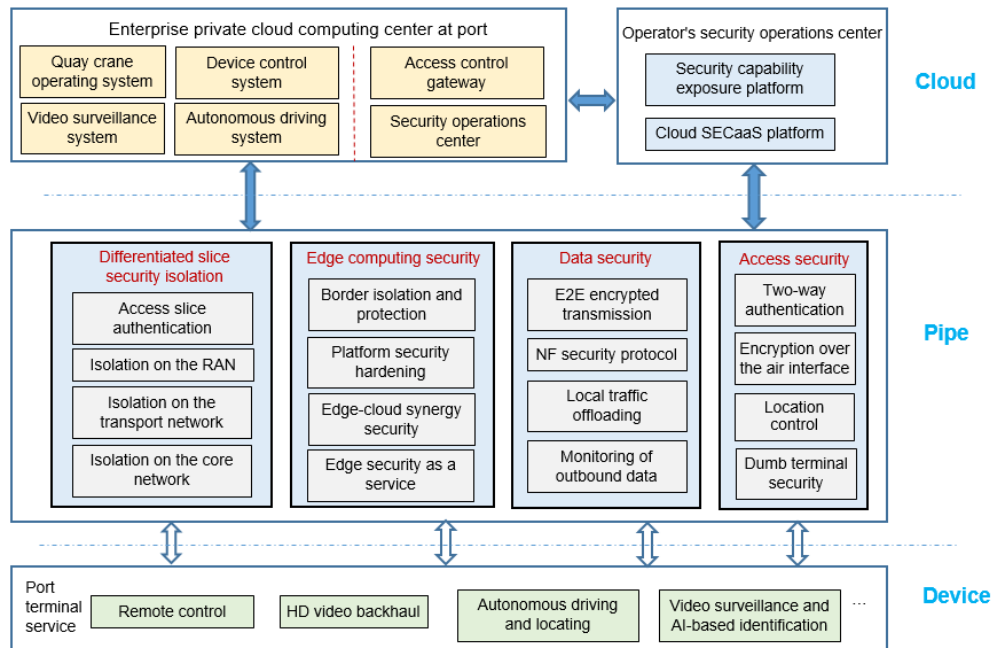 Enterprise private cloud computing center at port
Quay crane
operating system
Device control
system
Access control
gateway
Video surveillance
system
Autonomous driving
system
Security operations
center
Operator's security operations center
Security capability
exposure platform
Cloud SECaaS platform
Cloud
Differentiated slice
security isolation
Access slice
authentication
Isolation on the RAN
Isolation on the
transport network
Isolation on the core
network
Edge computing security
Border isolation and
protection
Platform security
hardening
Edge-cloud synergy
security
Edge security as a
service
Data security
E2E encrypted
transmission
NF security protocol
Local traffic
offloading
Monitoring of
outbound data
Access security
Two-way
authentication
Encryption over
the air interface
Location
control
Dumb terminal
security
Pipe
Port
terminal
service
Remote control
HD video backhaul
Autonomous driving
and locating
Video surveillance and
AI-based identification
...
Device